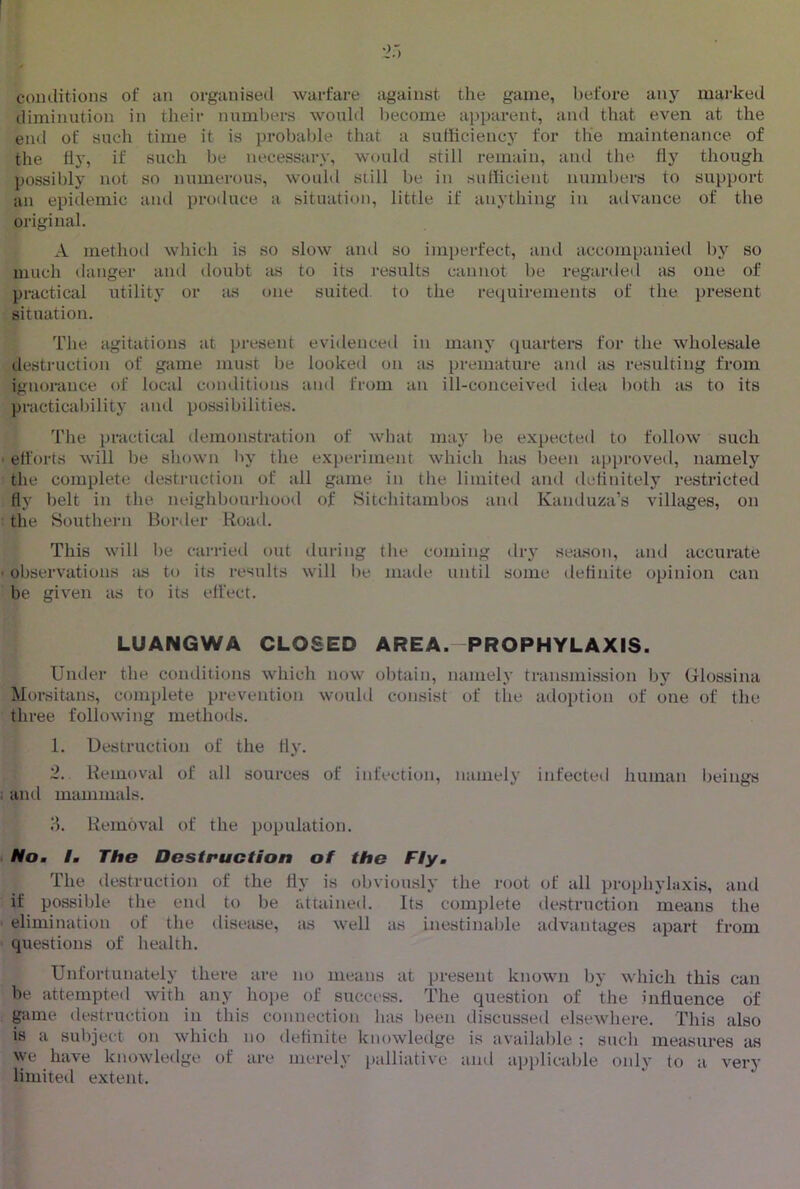 25
conditions of an organised warfare against the game, before any marked
diminution in their numbers would become apparent, and that even at the
end of such time it is probable that a sufficiency for the maintenance of
the fly, if such be necessary, would still remain, and the fly though
possibly not so numerous, would still be in sufficient numbers to support
an epidemic and produce a situation, little if anything in advance of the
original.
A method which is so slow and so imperfect, and accompanied by so
much danger and doubt as to its results cannot be regarded as one of
practical utility or as one suited. to the requirements of the present
situation.
The agitations at present evidenced in many quarters for the wholesale
destruction of game must be looked on as premature and as resulting from
ignorance of local conditions and from an ill-conceived idea both as to its
practicability and possibilities.
The practical demonstration of what may be expected to follow such
efforts will be shown by the experiment which has been approved, namely
the complete destruction of all game in the limited and definitely restricted
fly belt in the neighbourhood of Sitchitambos and Kanduza's villages, on
the Southern Border Road.
This will be carried out during the coming dry season, and accurate
observations as to its results will be made until some definite opinion can
be given as to its effect.
LUANGWA CLOSED AREA.—PROPHYLAXIS.
Under the conditions which now obtain, namely transmission by Glossina
Morsitans, complete prevention would consist of the adoption of one of the
three following methods.
1. Destruction of the fly.
2. Removal of all sources of infection, namely infected human beings
and mammals.
3. Removal of the population.
No. I. The Destruction of the Fly.
The destruction of the fly is obviously the root of all prophylaxis, and
if possible the end to be attained. Its complete destruction means the
elimination of the disease, as well as inestinable advantages apart from
questions of health.
Unfortunately there are no means at present known by which this can
be attempted with any hope of success. The question of the influence of
game destruction in this connection has been discussed elsewhere. This also
is a subject on which no definite knowledge is available ; such measures as
we have knowledge of are merely palliative and applicable only to a very
limited extent.